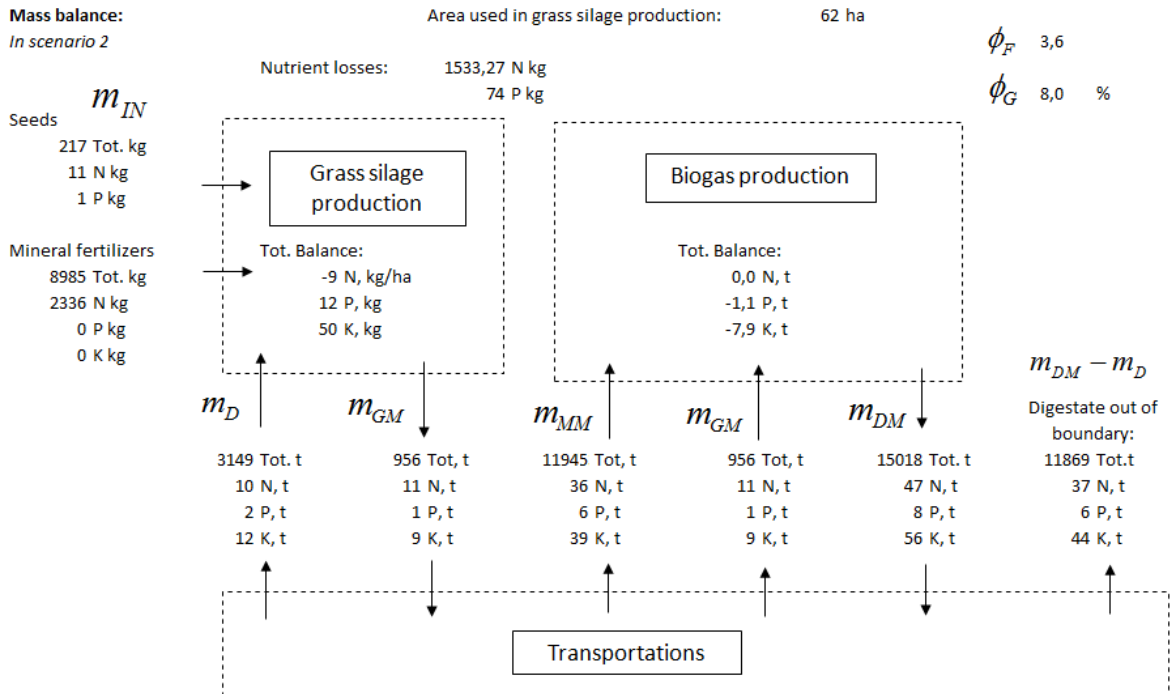 Mass balance:
Area used in grass silage production: 62 ha
In scenario 2
ϕF 3,6
Nutrient losses: 1533,27 N kg
74 P kg
ϕG 8,0 %
mIN
Seeds
217 Tot. kg
11 N kg
1 P kg
Grass silage
production
Biogas production
Mineral fertilizers
8985 Tot. kg
2336 N kg
0 P kg
0 K kg
Tot. Balance:
-9 N, kg/ha
12 P, kg
50 K, kg
Tot. Balance:
0,0 N, t
-1,1 P, t
-7,9 K, t
mD
3149 Tot. t
10 N, t
2 P, t
12 K, t
mGM
956 Tot, t
11 N, t
1 P, t
9 K, t
mMM
11945 Tot, t
36 N, t
6 P, t
39 K, t
mGM
956 Tot, t
11 N, t
1 P, t
9 K, t
mDM
15018 Tot. t
47 N, t
8 P, t
56 K, t
mDM − mD
Digestate out of
boundary:
11869 Tot.t
37 N, t
6 P, t
44 K, t
Transportations